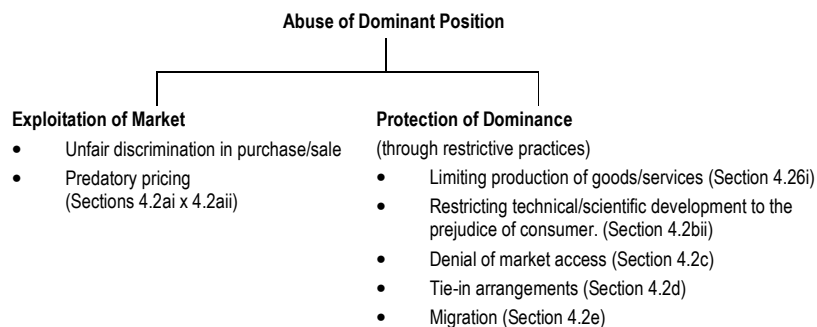 Abuse of Dominant Position
Exploitation of Market
• Unfair discrimination in purchase/sale
• Predatory pricing
(Sections 4.2ai x 4.2aii)
Protection of Dominance
(through restrictive practices)
• Limiting production of goods/services (Section 4.26i)
• Restricting technical/scientific development to the
prejudice of consumer. (Section 4.2bii)
• Denial of market access (Section 4.2c)
• Tie-in arrangements (Section 4.2d)
• Migration (Section 4.2e)